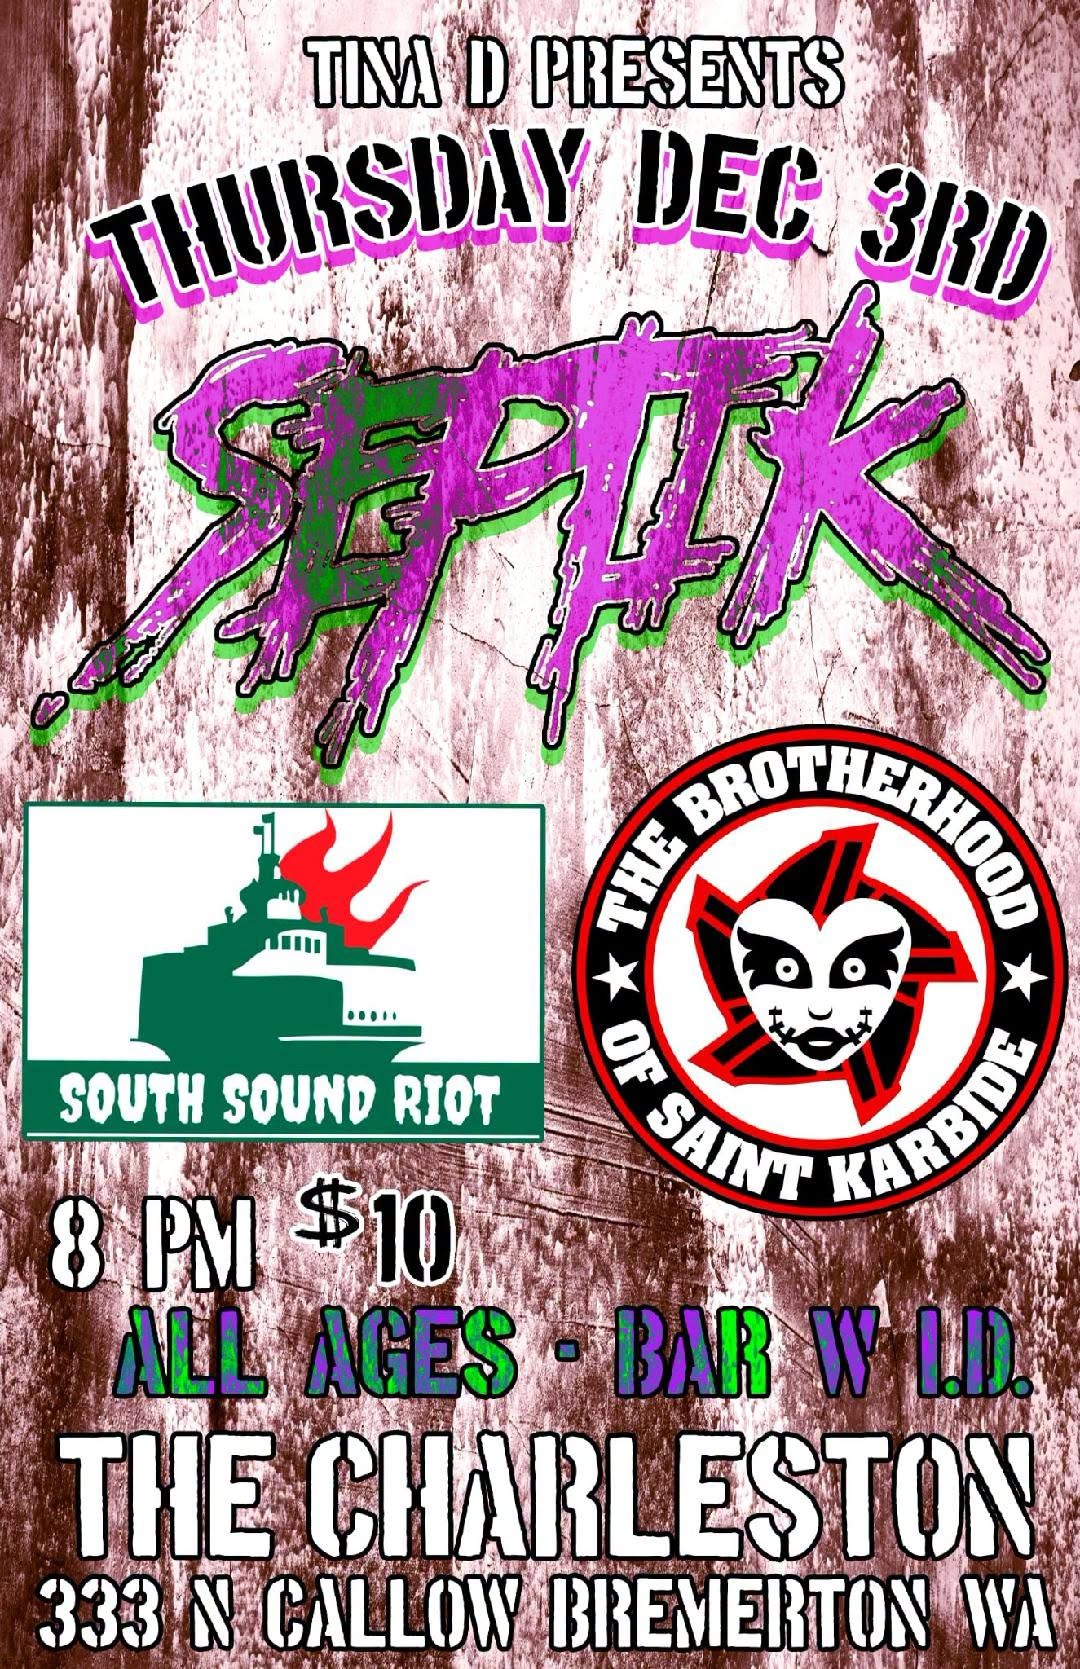 TINA D PRESENTS
THURSDAY DEC 3RD
SEPTIK
SOUTH SOUND RIOT
THE BROTHERHOOD
OF SAINT KARBIDE
8 PM $10
ALL AGES - BAR W I.D.
THE CHARLESTON
333 N CALLOW BREMERTON WA